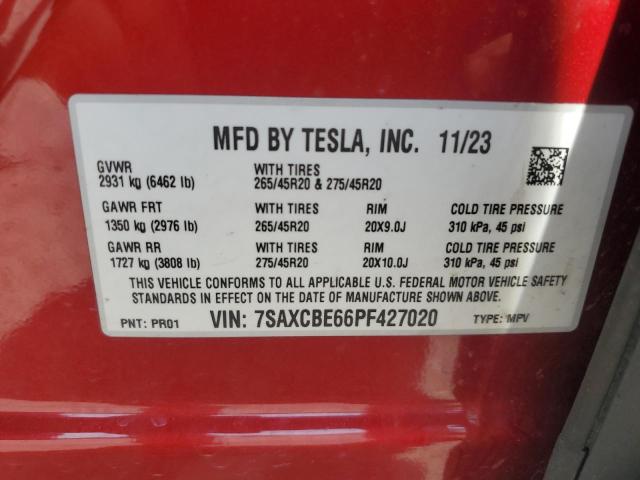 MFD BY TESLA, INC. 11/23
GVWR WITH TIRES
2931 kg (6462 lb) 265/45R20 & 275/45R20
GAWR FRT WITH TIRES RIM COLD TIRE PRESSURE
1350 kg (2976 lb) 265/45R20 20X9.0J 310 kPa, 45 psi
GAWR RR WITH TIRES RIM COLD TIRE PRESSURE
1727 kg (3808 lb) 275/45R20 20X10.0J 310 kPa, 45 psi
THIS VEHICLE CONFORMS TO ALL APPLICABLE U.S. FEDERAL MOTOR VEHICLE SAFETY
STANDARDS IN EFFECT ON THE DATE OF MANUFACTURE SHOWN ABOVE.
PNT: PR01 VIN: 7SAXCBE66PF427020 TYPE: MPV